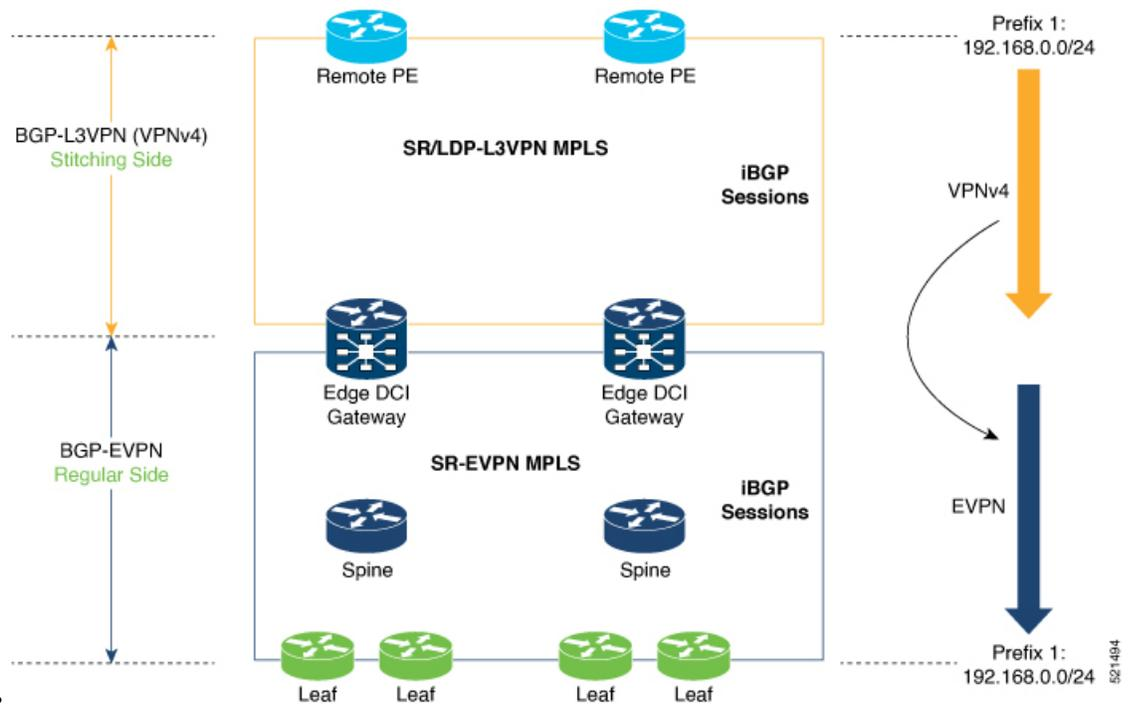 Prefix 1:
192.168.0.0/24
Remote PE
Remote PE
BGP-L3VPN (VPNv4)
Stitching Side
SR/LDP-L3VPN MPLS
iBGP
Sessions
VPNv4
Edge DCI
Gateway
Edge DCI
Gateway
BGP-EVPN
Regular Side
SR-EVPN MPLS
iBGP
Sessions
EVPN
Spine
Spine
Leaf
Leaf
Leaf
Leaf
Prefix 1:
192.168.0.0/24
521494